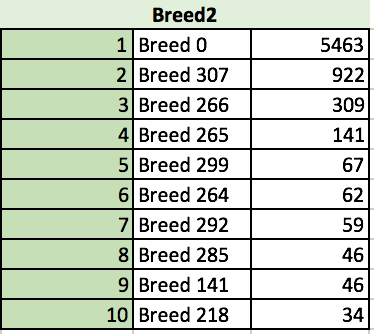 Breed2
1 Breed 0 5463
2 Breed 307 922
3 Breed 266 309
4 Breed 265 141
5 Breed 299 67
6 Breed 264 62
7 Breed 292 59
8 Breed 285 46
9 Breed 141 46
10 Breed 218 34